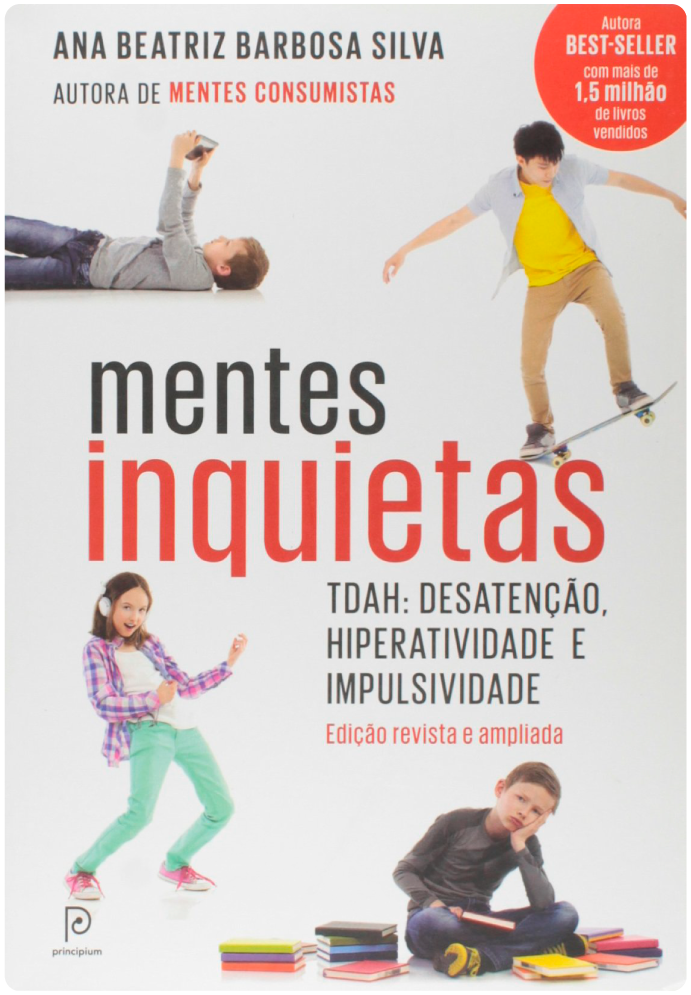 ANA BEATRIZ BARBOSA SILVA
AUTORA DE MENTES CONSUMISTAS
Autora
BEST-SELLER
com mais de
1,5 milhão
de livros
vendidos
mentes
inquietas
TDAH: DESATENÇÃO,
HIPERATIVIDADE E
IMPULSIVIDADE
Edição revista e ampliada
principium